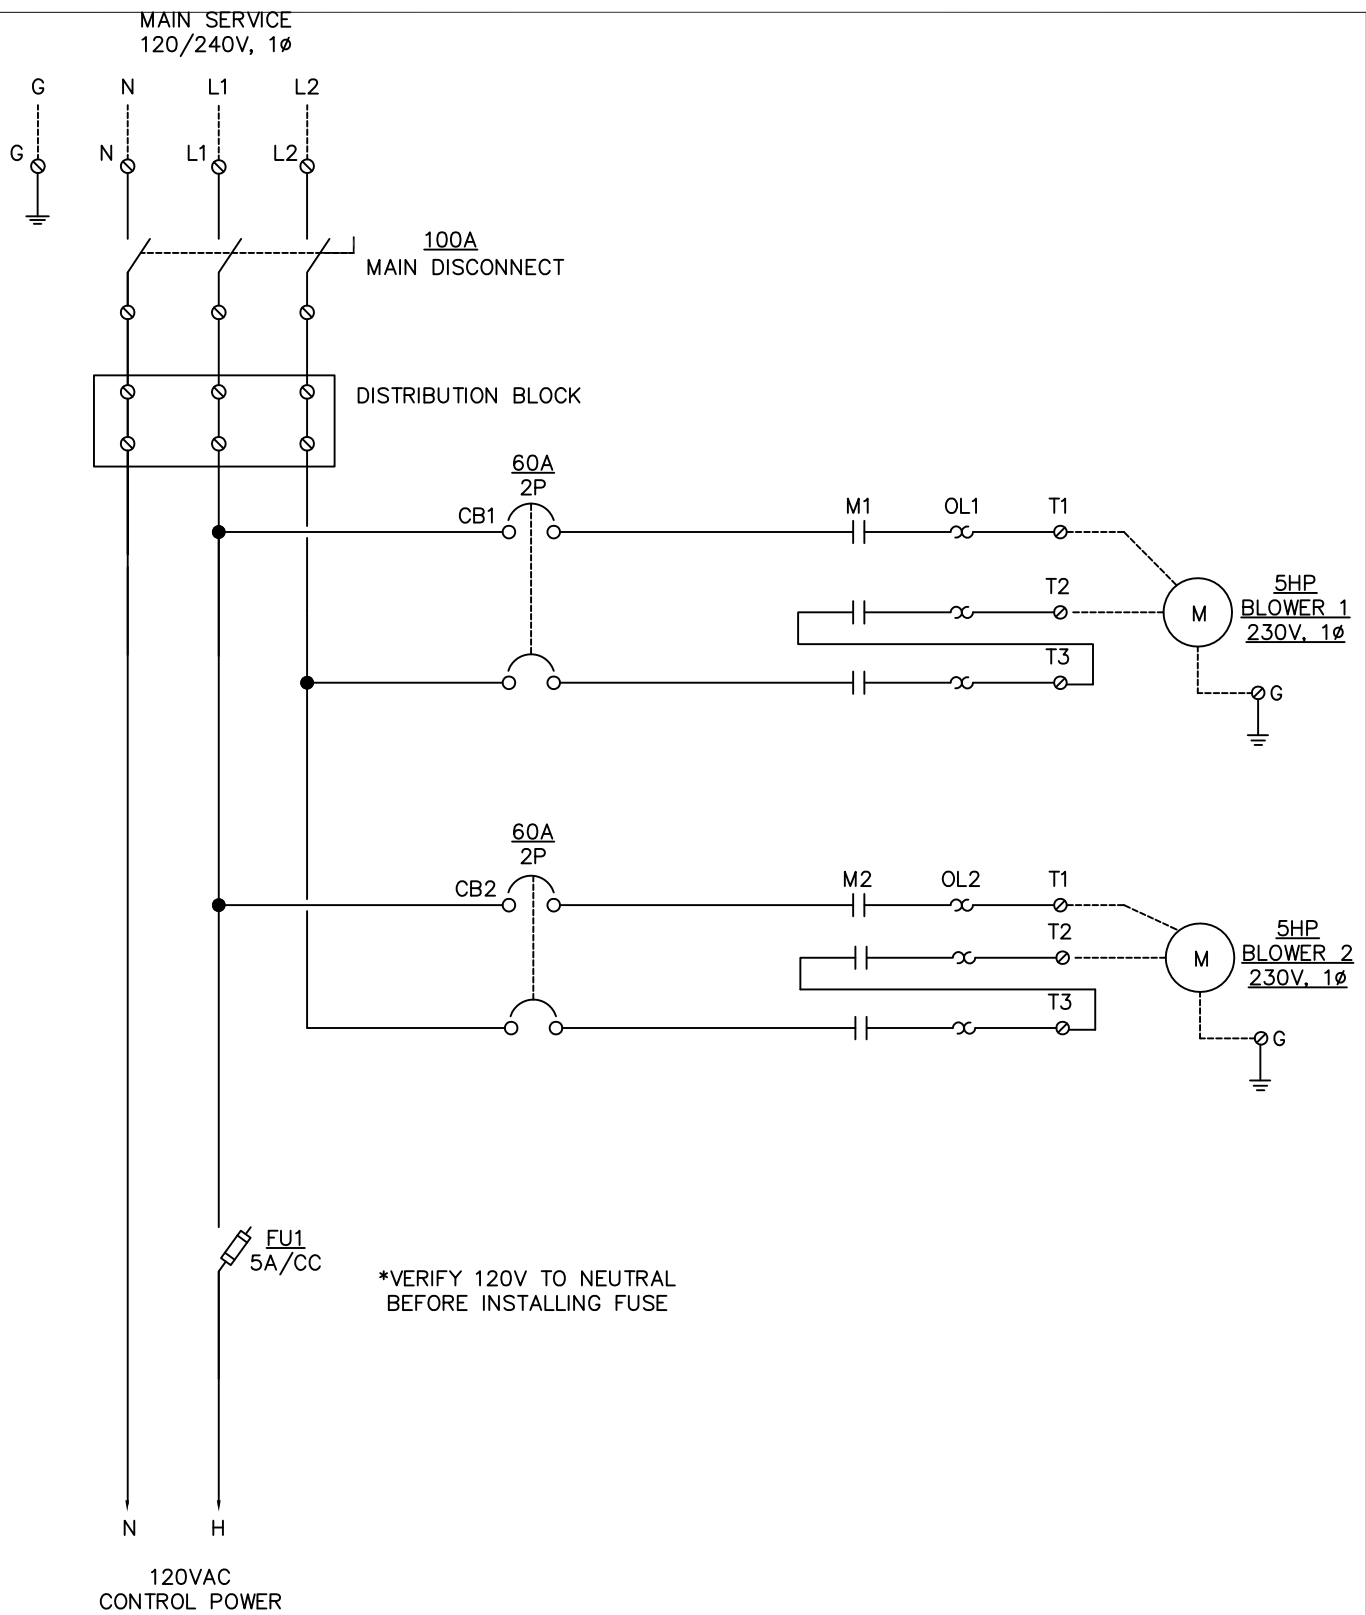 MAIN SERVICE
120/240V, 1ø
G N L1 L2
G N L1 L2
100A
MAIN DISCONNECT
DISTRIBUTION BLOCK
60A
2P
CB1 M1 OL1 T1
T2
T3
M
5HP
BLOWER 1
230V, 1ø
G
60A
2P
CB2 M2 OL2 T1
T2
T3
M
5HP
BLOWER 2
230V, 1ø
G
FU1
5A/CC
*VERIFY 120V TO NEUTRAL
BEFORE INSTALLING FUSE
N H
120VAC
CONTROL POWER